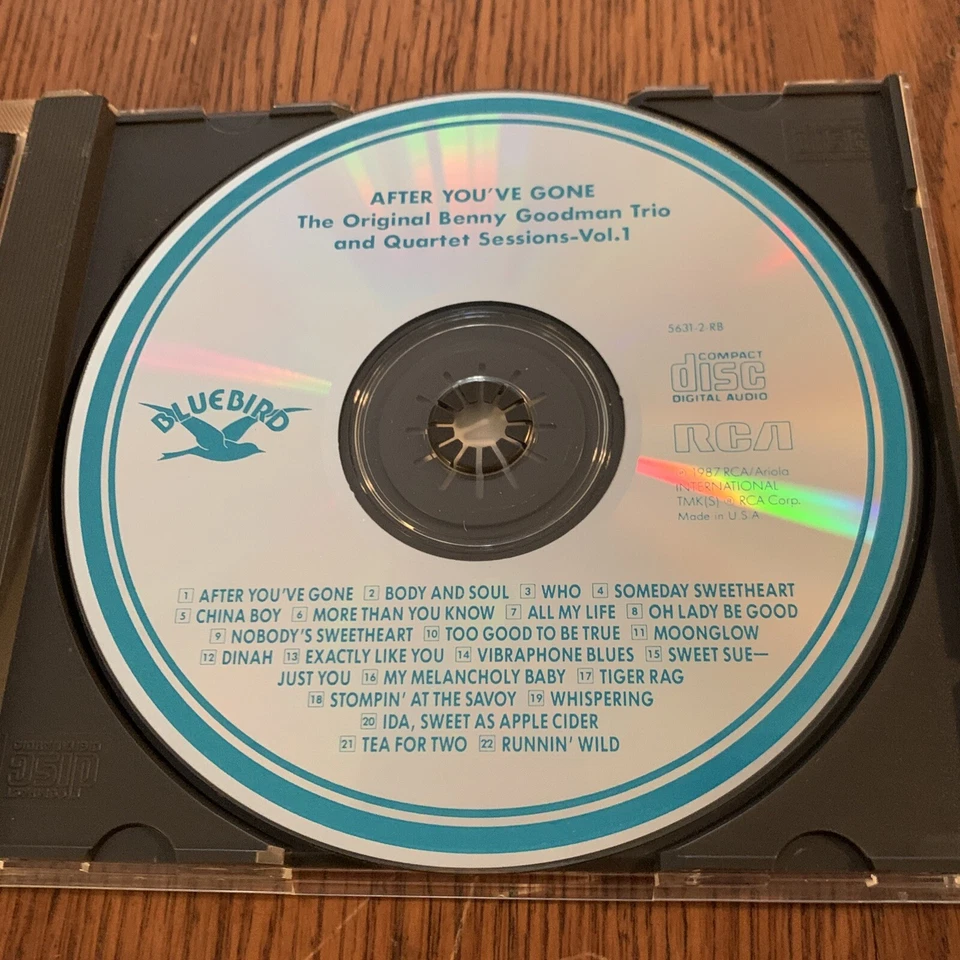 AFTER YOU'VE GONE
The Original Benny Goodman Trio
and Quartet Sessions-Vol.1
5631-2-RB
COMPACT
disc
DIGITAL AUDIO
BLUEBIRD
RCA
1987 RCA/Ariola
INTERNATIONAL
TMK(S) ® RCA Corp.
Made in U.S.A
1 AFTER YOU'VE GONE 2 BODY AND SOUL 3 WHO 4 SOMEDAY SWEETHEART
5 CHINA BOY 6 MORE THAN YOU KNOW 7 ALL MY LIFE 8 OH LADY BE GOOD
9 NOBODY'S SWEETHEART 10 TOO GOOD TO BE TRUE 11 MOONGLOW
12 DINAH 13 EXACTLY LIKE YOU 14 VIBRAPHONE BLUES 15 SWEET SUE—
JUST YOU 16 MY MELANCHOLY BABY 17 TIGER RAG
18 STOMPIN' AT THE SAVOY 19 WHISPERING
20 IDA, SWEET AS APPLE CIDER
21 TEA FOR TWO 22 RUNNIN' WILD
disc